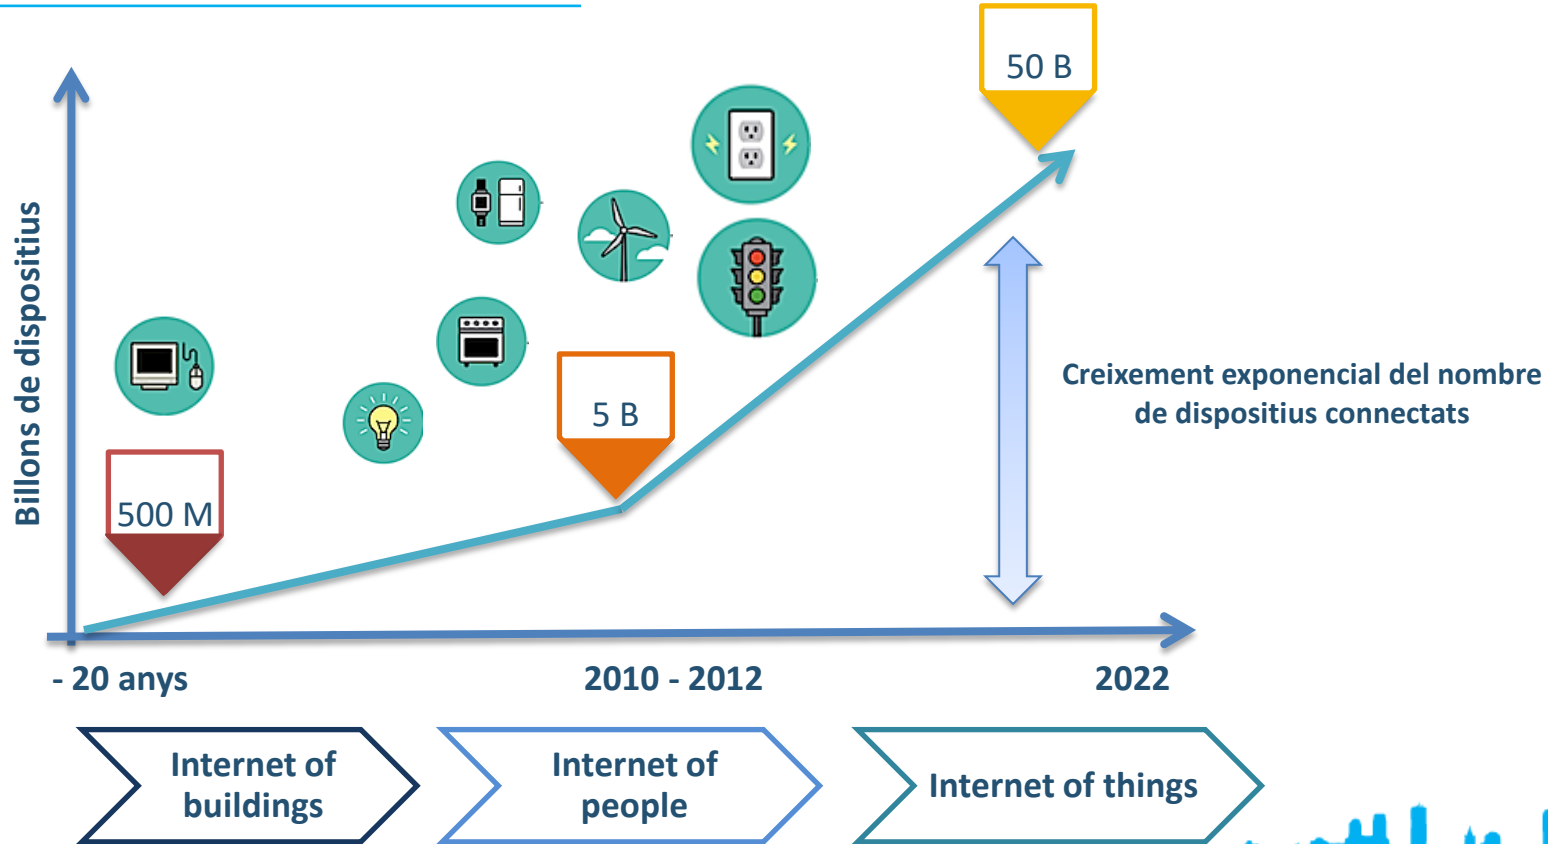 50 B
Billons de dispositius
5 B
500 M
Creixement exponencial del nombre
de dispositius connectats
- 20 anys
2010 - 2012
2022
Internet of
buildings
Internet of
people
Internet of things